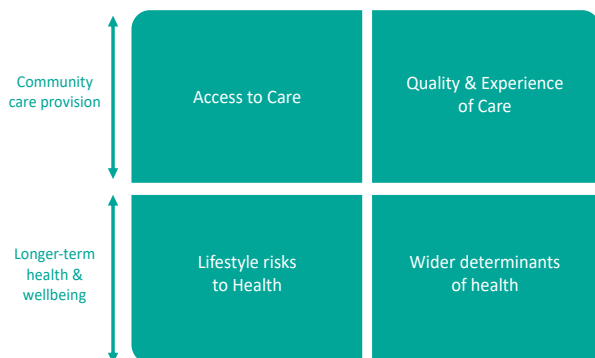 Community
care provision
Access to Care
Quality & Experience
of Care
Longer-term
health &
wellbeing
Lifestyle risks
to Health
Wider determinants
of health